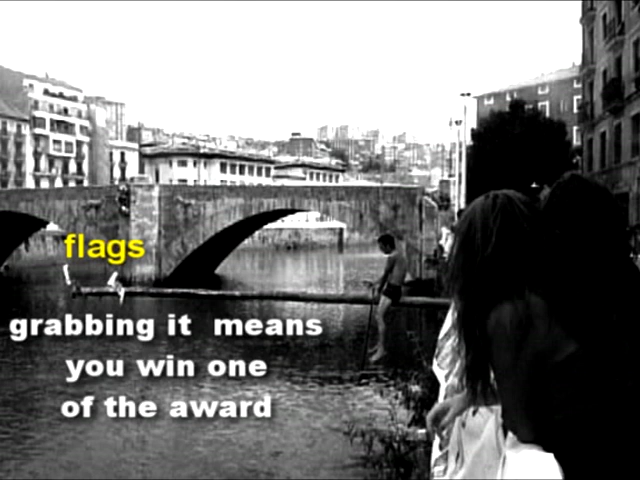 flags
grabbing it means
you win one
of the award